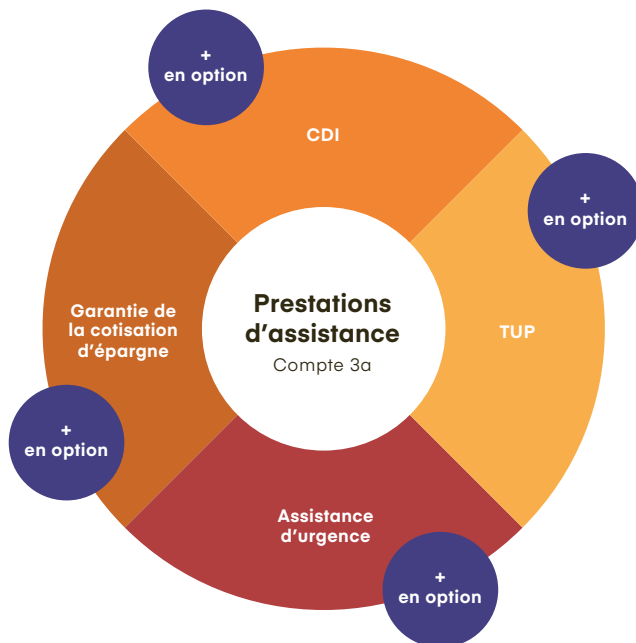 +
en option
CDI
+
en option
Garantie de
la cotisation
d'épargne
Prestations
d'assistance
Compte 3a
TUP
+
en option
Assistance
d'urgence
+
en option